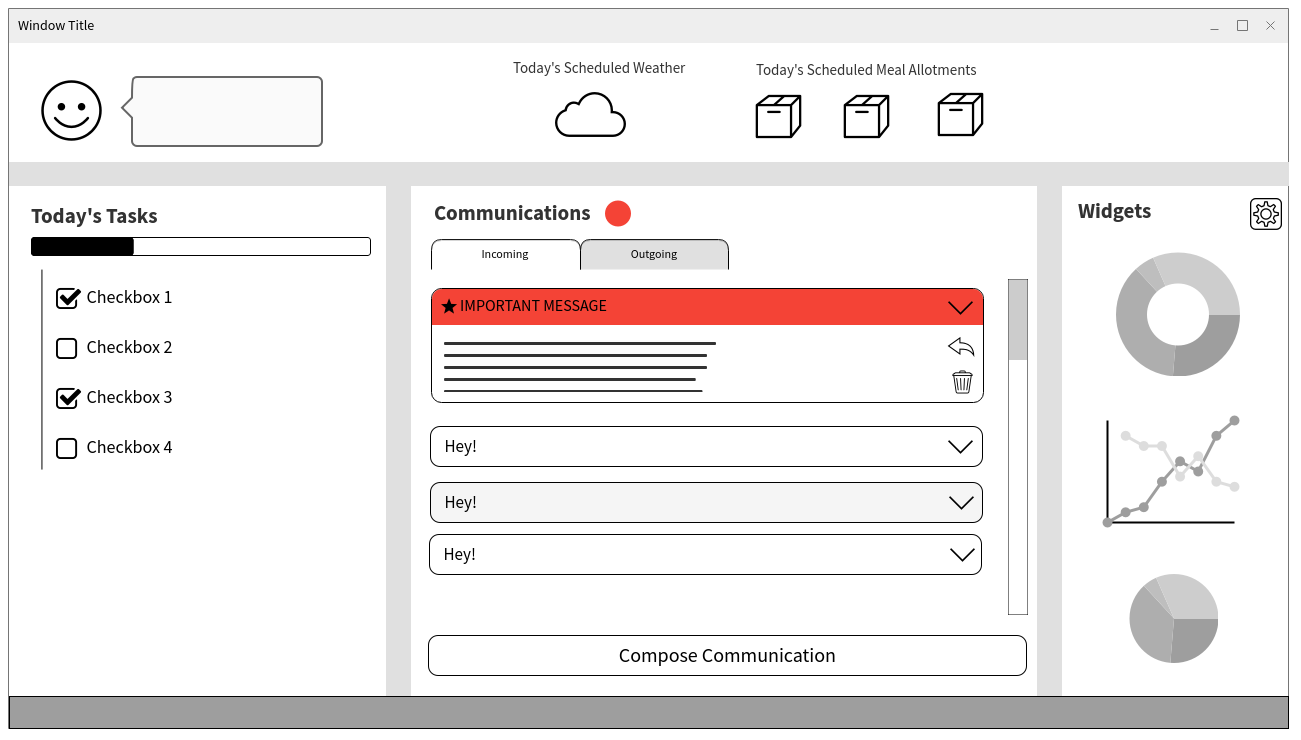 Window Title
Today's Scheduled Weather
Today's Scheduled Meal Allotments
Today's Tasks
Checkbox 1
Checkbox 2
Checkbox 3
Checkbox 4
Communications
Incoming
Outgoing
IMPORTANT MESSAGE
Hey!
Hey!
Hey!
Compose Communication
Widgets